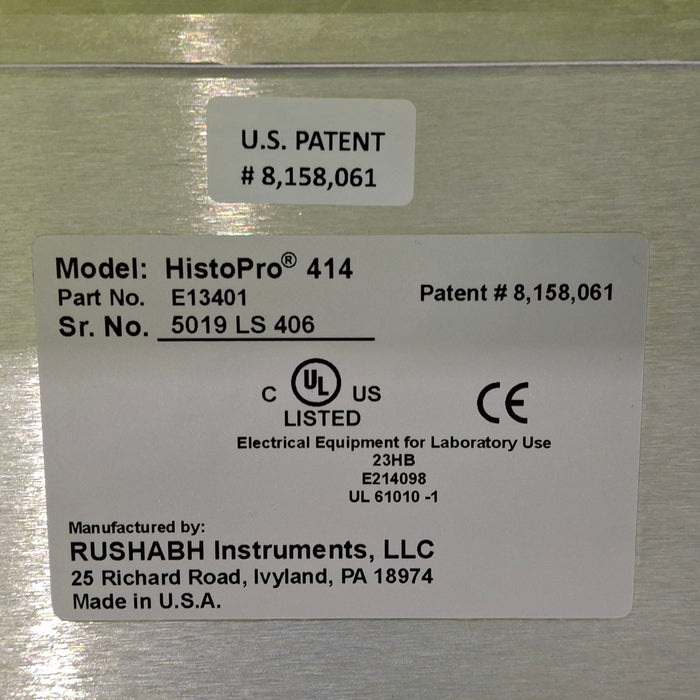 U.S. PATENT
# 8,158,061
Model: HistoPro® 414
Part No. E13401
Patent # 8,158,061
Sr. No. 5019 LS 406
C UL US
LISTED
CE
Electrical Equipment for Laboratory Use
23HB
E214098
UL 61010 -1
Manufactured by:
RUSHABH Instruments, LLC
25 Richard Road, Ivyland, PA 18974
Made in U.S.A.